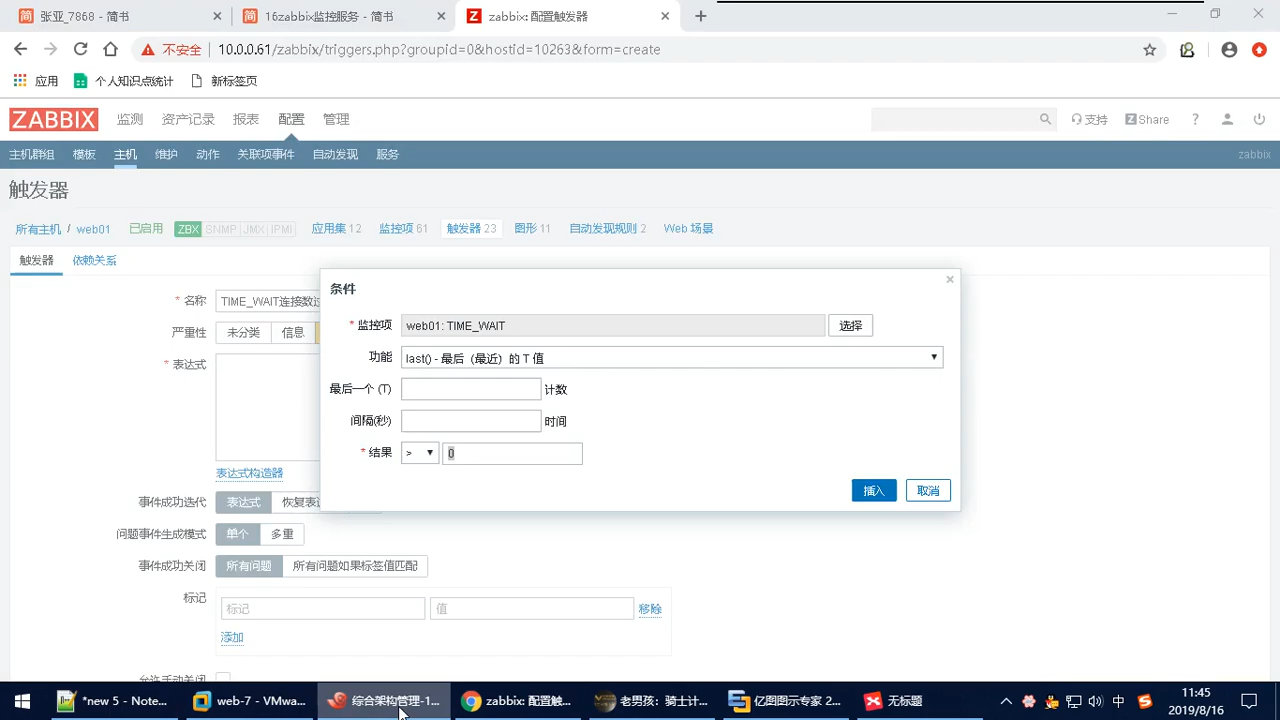 张亚_7868 - 简书
16zabbix监控服务 - 简书
zabbix: 配置触发器
不安全
10.0.0.61/zabbix/triggers.php?groupid=0&hostid=10263&form=create
应用 个人知识点统计 新标签页
ZABBIX 监测 资产记录 报表 配置 管理 支持 Share ?
主机群组 模板 主机 维护 动作 关联项事件 自动发现 服务 zabbix
触发器
所有主机 / web01 已启用 ZBX SNMP JMX IPMI 应用集 12 监控项 61 触发器 23 图形 11 自动发现规则 2 Web 场景
触发器 依赖关系
条件
* 名称 TIME_WAIT连接数过
* 监控项 web01: TIME_WAIT 选择
严重性 未分类 信息
功能 last() - 最后（最近）的 T 值
* 表达式
最后一个 (T) 计数
间隔(秒) 时间
* 结果 > 0
表达式构造器
插入 取消
事件成功迭代 表达式
问题事件生成模式 单个 多重
事件成功关闭 所有问题 所有问题如果标签值匹配
标记 标记 值 移除
添加
允许手动关闭
*new 5 - Note... web-7 - VMwa... 综合架构管理-1... zabbix: 配置触... 老男孩：骑士计... 亿图图示专家 2... 无标题 中 11:45
2019/8/16